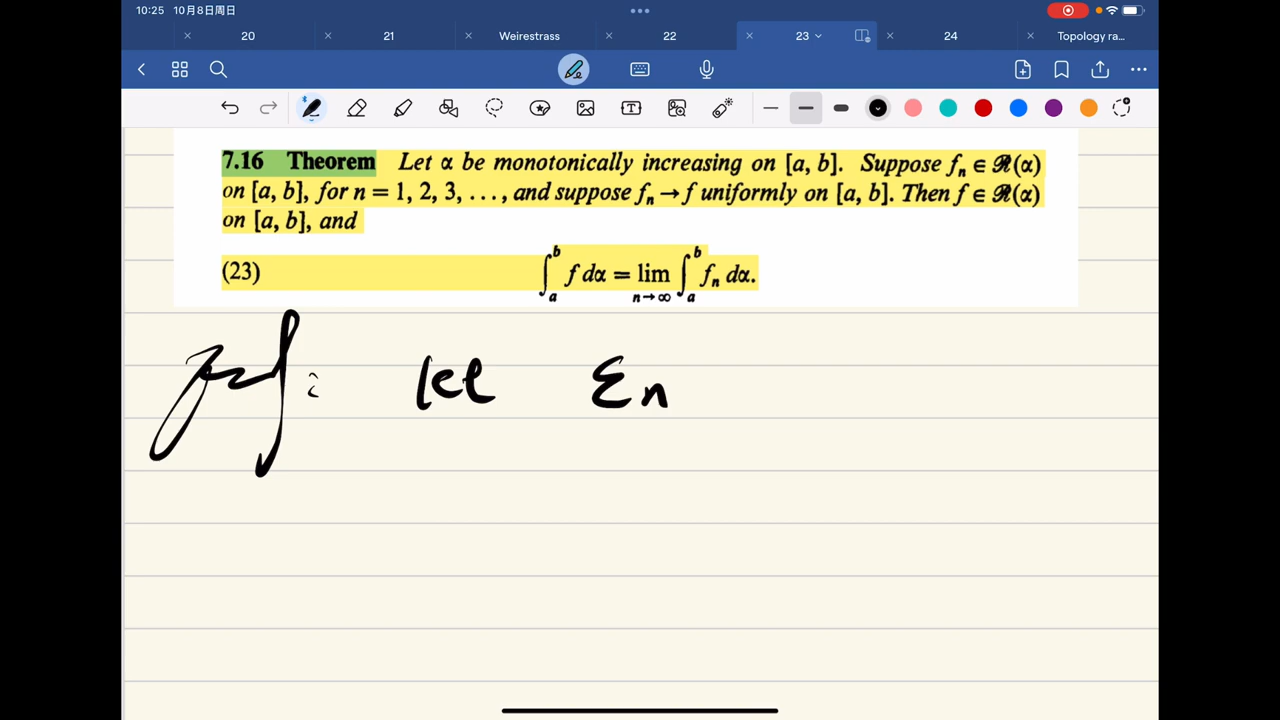 10:25 10月8日周日
20 21 Weirestrass 22 23 24 Topology ra...
7.16 Theorem Let α be monotonically increasing on [a, b]. Suppose fₙ ∈ ℛ(α)
on [a, b], for n = 1, 2, 3, ..., and suppose fₙ → f uniformly on [a, b]. Then f ∈ ℛ(α)
on [a, b], and
(23) ∫ₐᵇ f dα = lim n→∞ ∫ₐᵇ fₙ dα.
let εn